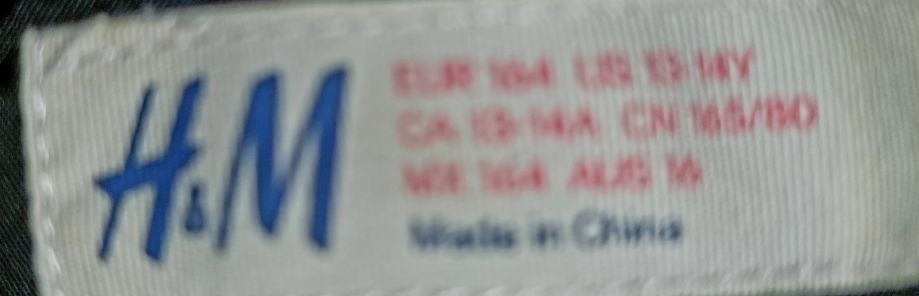 H&M
EUR 164 US 13-14Y
CA 13-14A CN 165/80
MX 164 AUS 16
Made in China